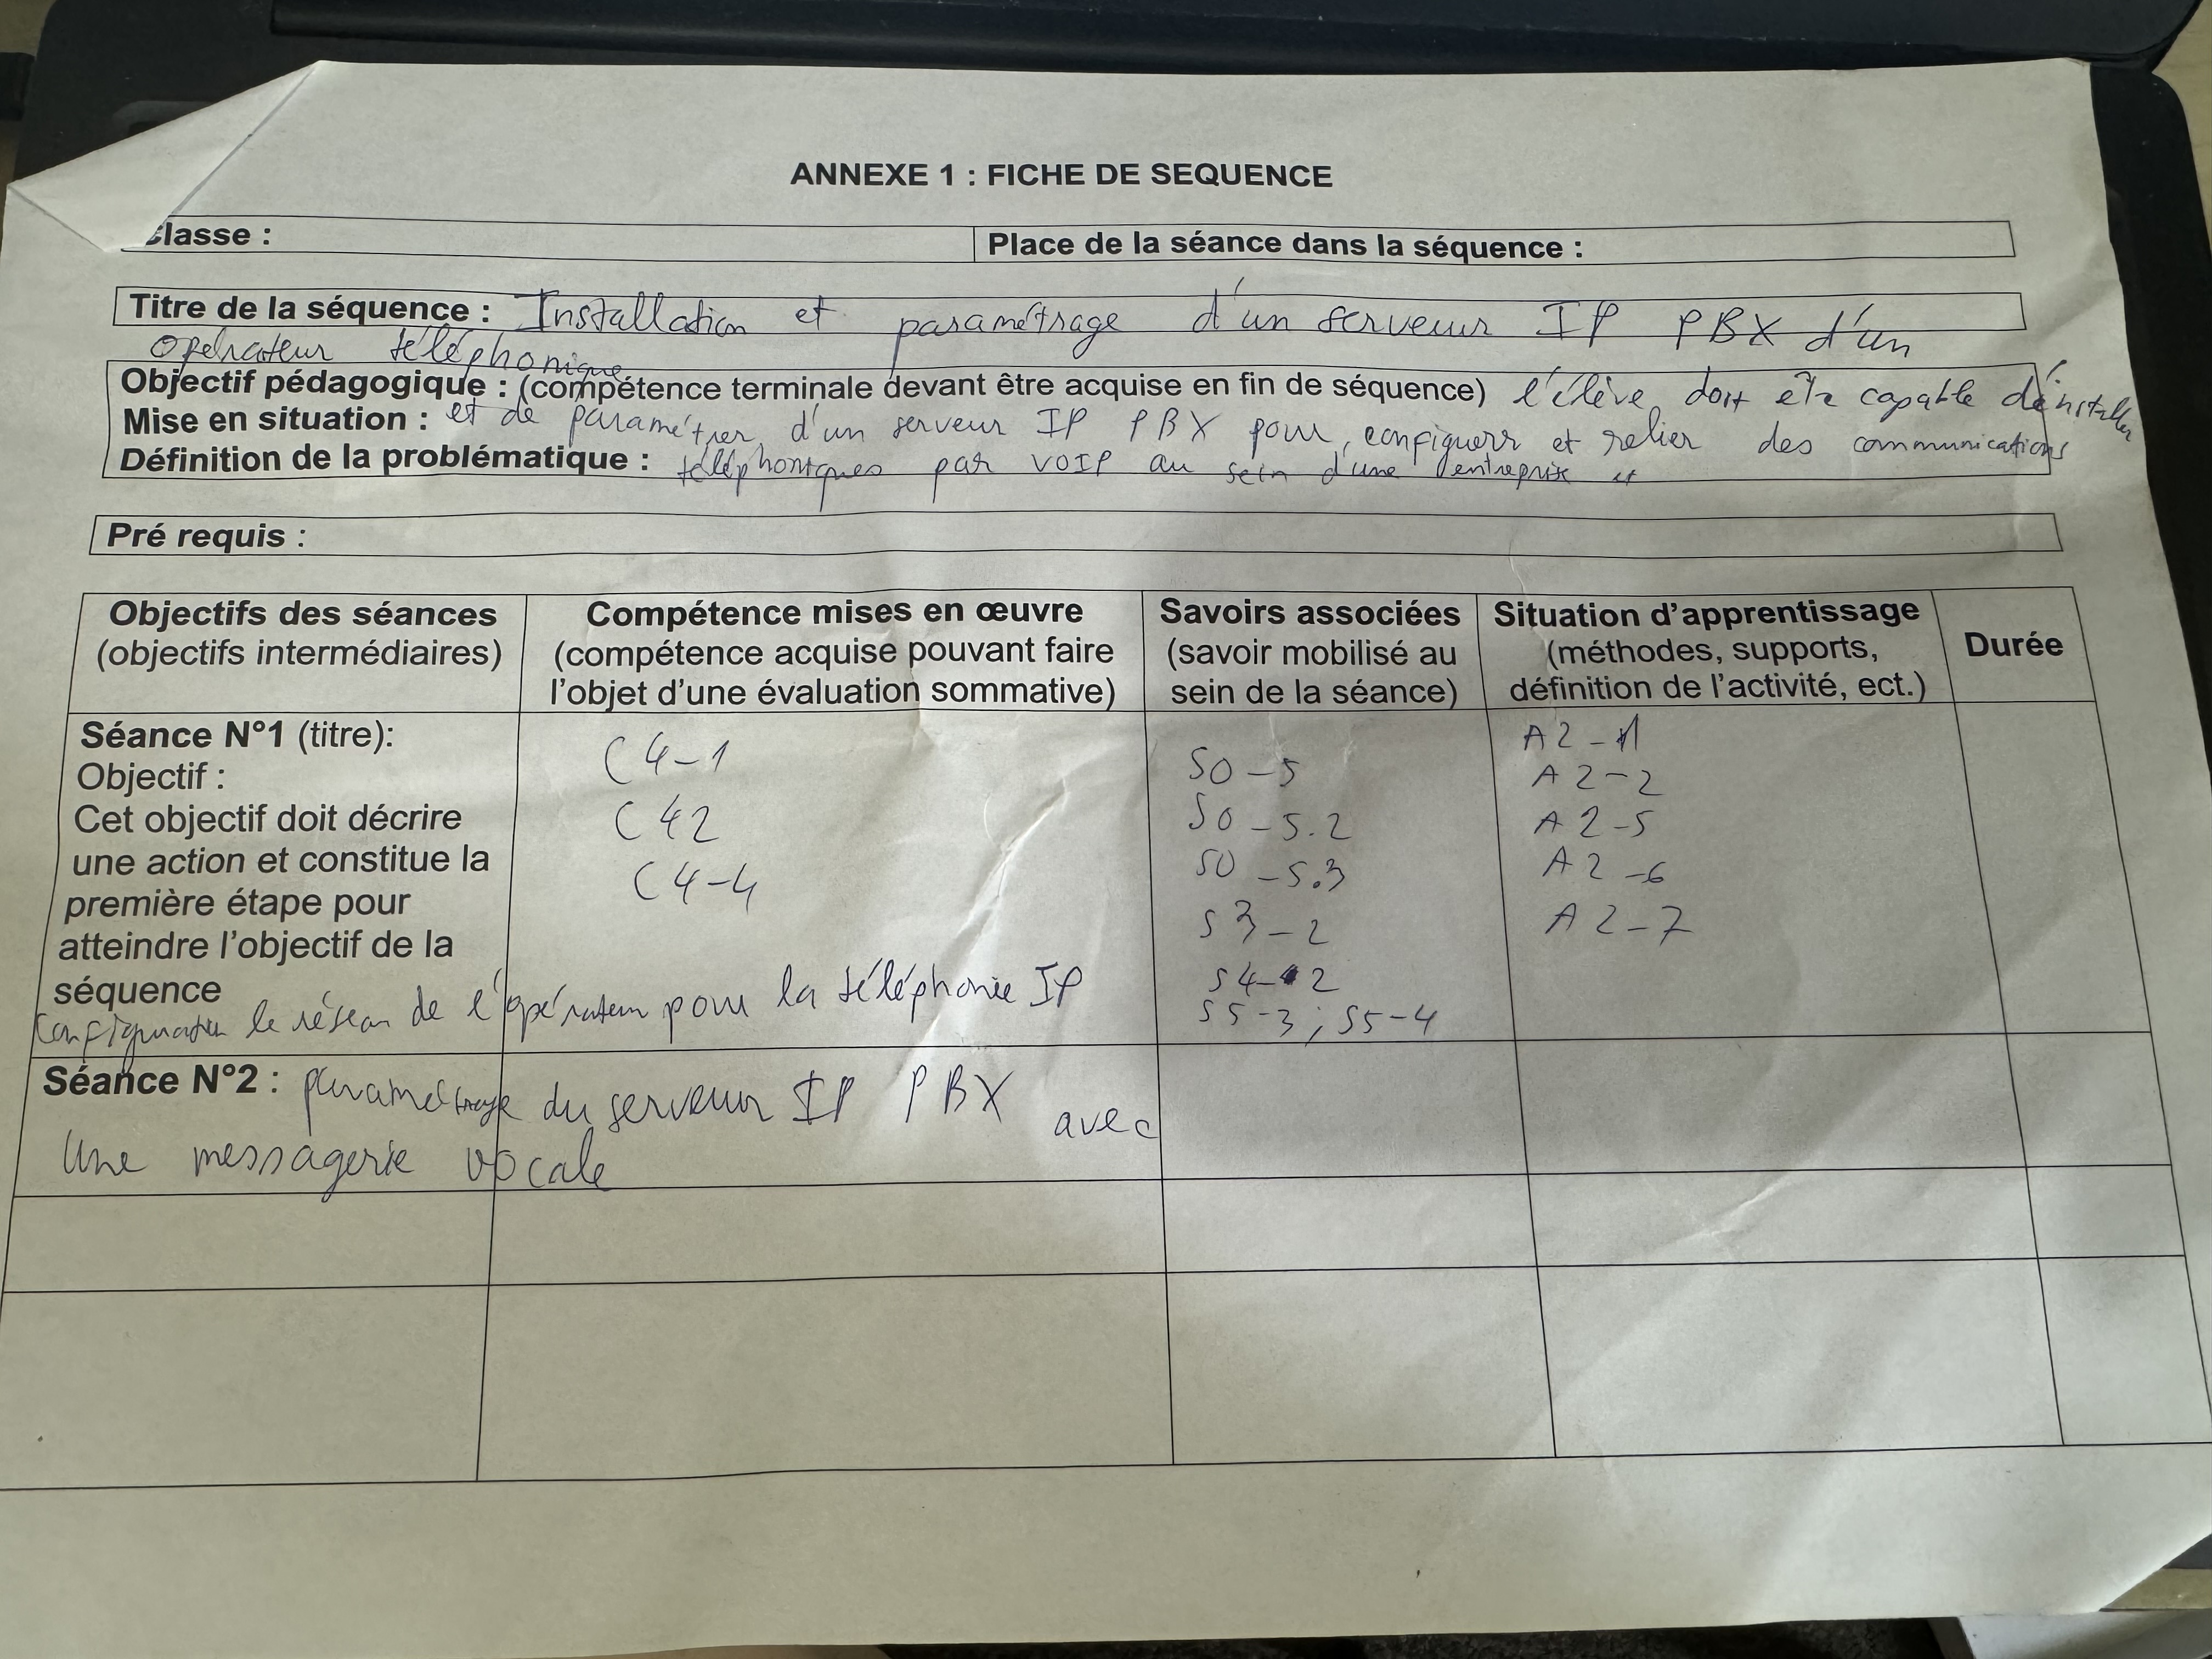 ANNEXE 1 : FICHE DE SEQUENCE
Classe :
Place de la séance dans la séquence :
Titre de la séquence : Installation et paramétrage d'un serveur IP PBX d'un
opérateur téléphonique
Objectif pédagogique : (compétence terminale devant être acquise en fin de séquence) l'élève doit être capable d'installer
Mise en situation : et de paramétrer, d'un serveur IP PBX pour, configurer et relier des communications
Définition de la problématique : téléphoniques par VOIP au sein d'une entreprise et
Pré requis :
Objectifs des séances
(objectifs intermédiaires)
Compétence mises en œuvre
(compétence acquise pouvant faire
l'objet d'une évaluation sommative)
Savoirs associées
(savoir mobilisé au
sein de la séance)
Situation d'apprentissage
(méthodes, supports,
définition de l'activité, ect.)
Durée
Séance N°1 (titre):
Objectif :
Cet objectif doit décrire
une action et constitue la
première étape pour
atteindre l'objectif de la
séquence
Configuration le réseau de l'opérateur pour la téléphonie IP
C4-1
C42
C4-4
S0-5
S0-5.2
S0-5.3
S3-2
S4-2
S5-3 ; S5-4
A2-1
A2-2
A2-5
A2-6
A2-7
Séance N°2 : paramétrage du serveur IP PBX avec
Une messagerie vocale